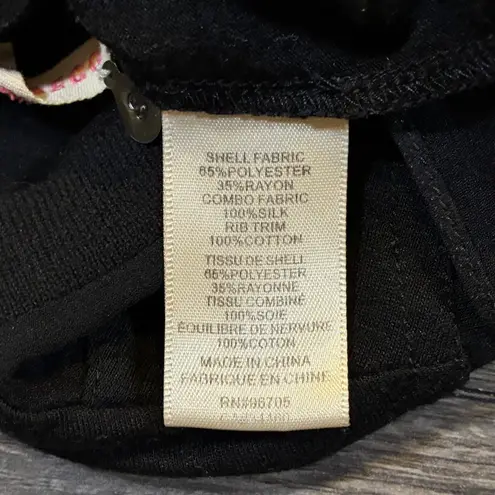 SHELL FABRIC
65%POLYESTER
35%RAYON
COMBO FABRIC
100%SILK
RIB TRIM
100%COTTON
TISSU DE SHELL
65%POLYESTER
35%RAYONNE
TISSU COMBINÉ
100%SOIE
ÉQUILIBRE DE NERVURE
100%COTON
MADE IN CHINA
FABRIQUE EN CHINE
RN#96705